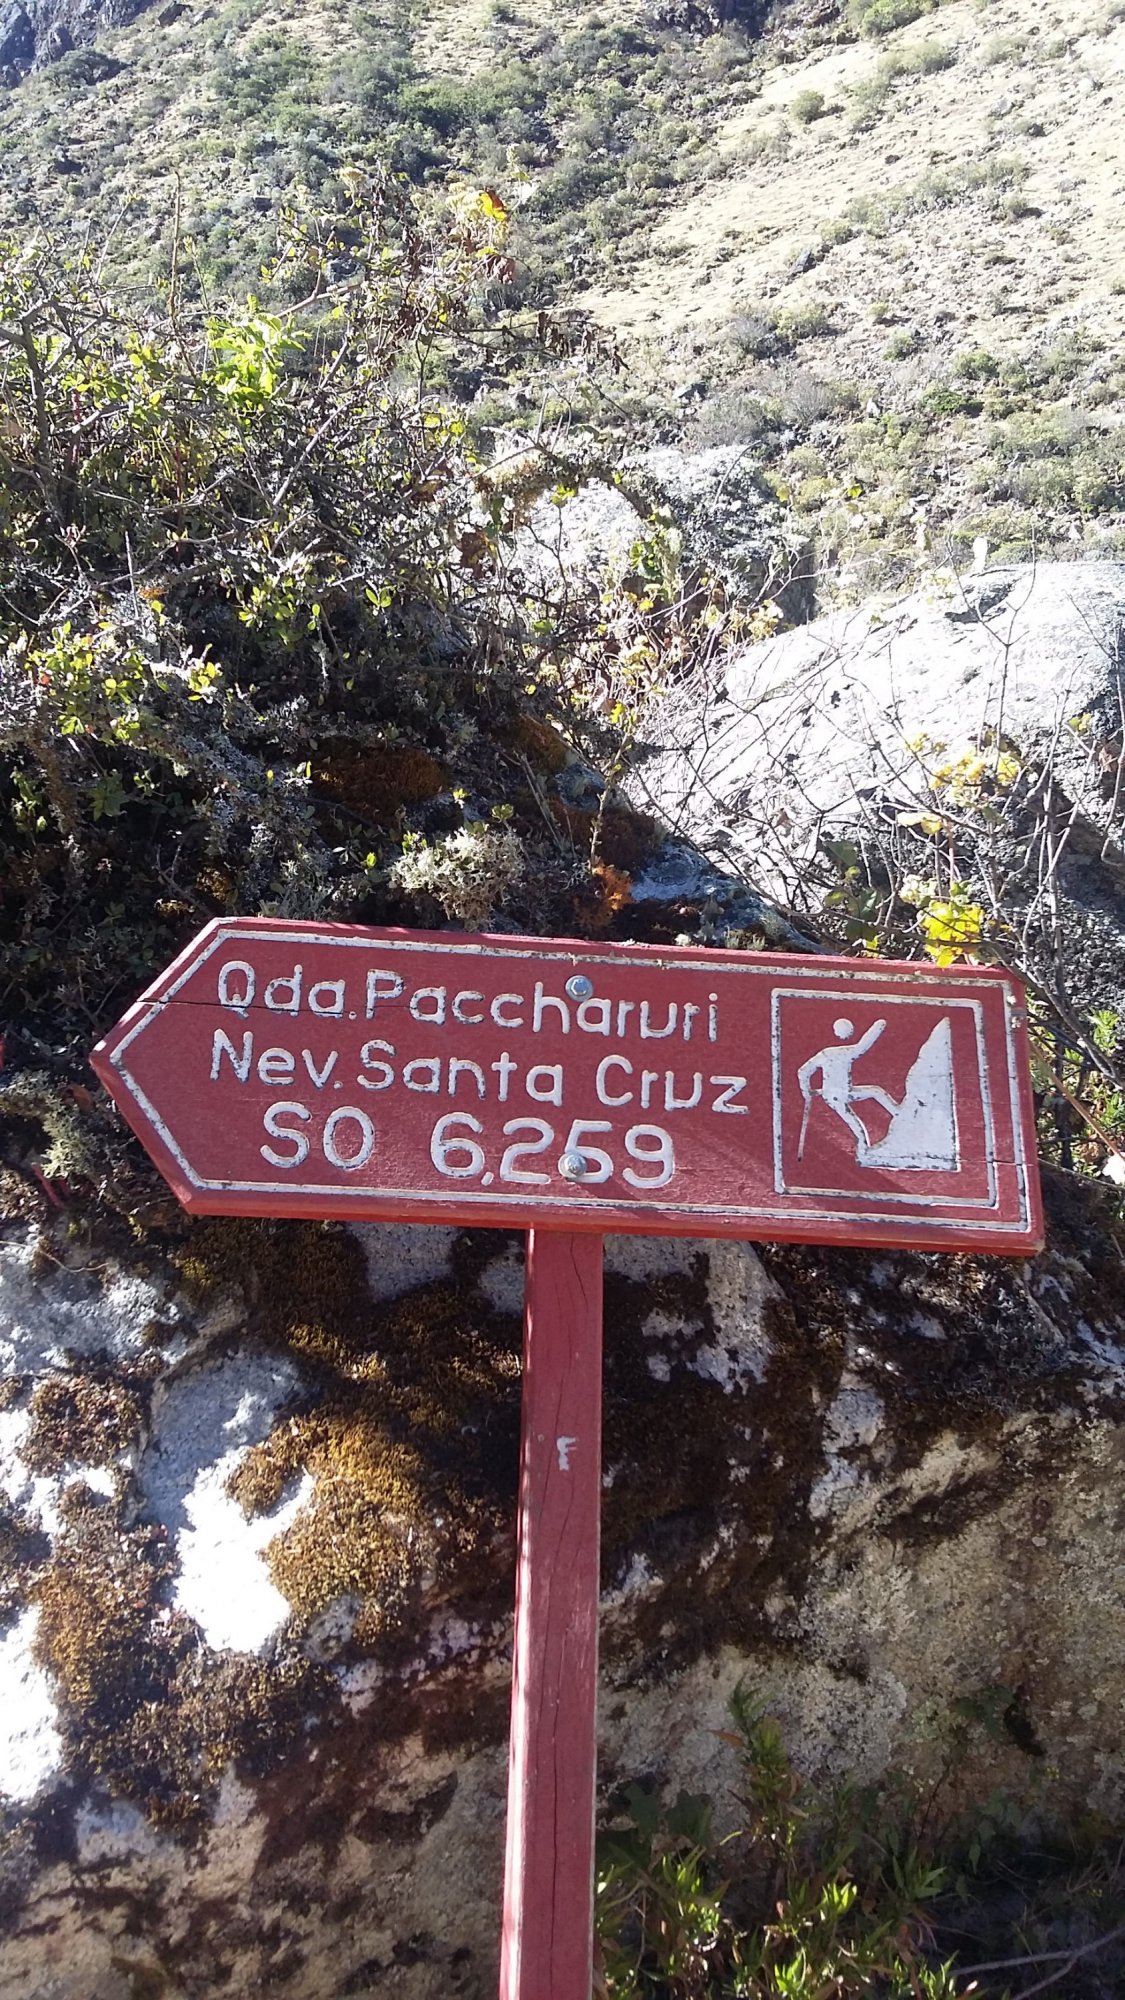 Qda. Paccharuri
Nev. Santa Cruz
SO 6,259
F